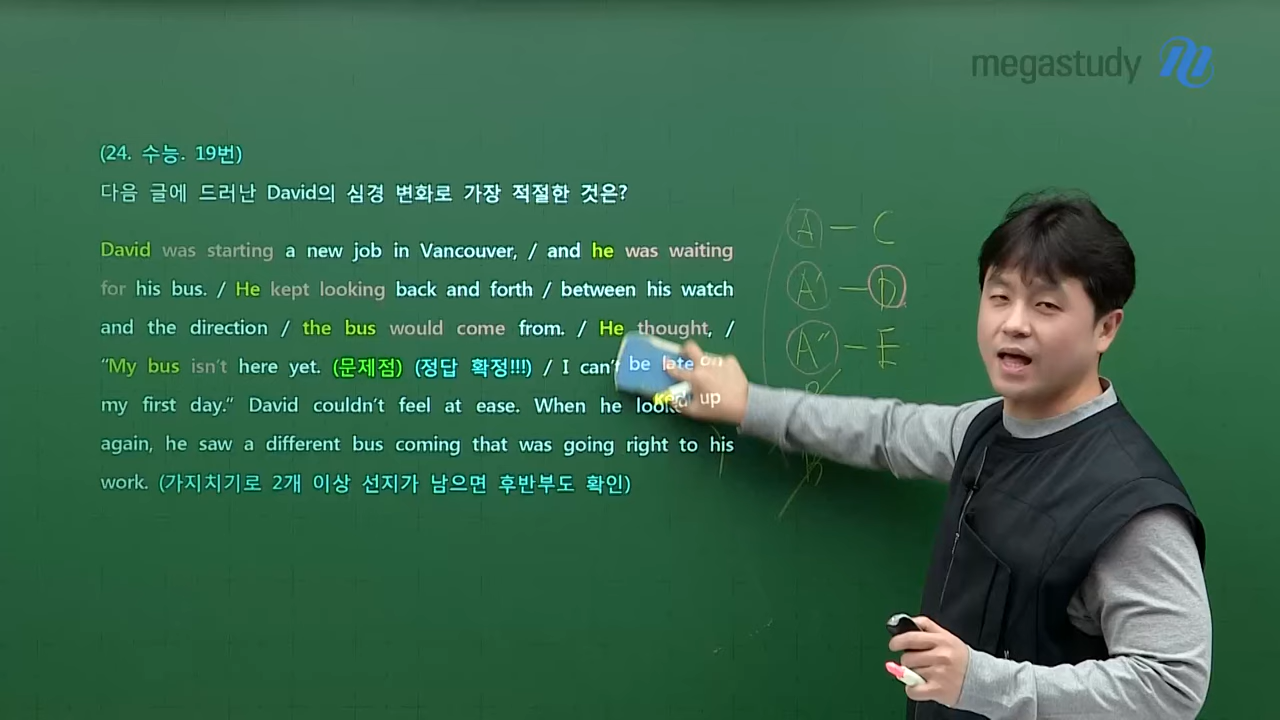 megastudy
(24. 수능. 19번)
다음 글에 드러난 David의 심경 변화로 가장 적절한 것은?
David was starting a new job in Vancouver, / and he was waiting
for his bus. / He kept looking back and forth / between his watch
and the direction / the bus would come from. / He thought, /
“My bus isn't here yet. (문제점) (정답 확정!!!) / I can't be late on
my first day.” David couldn't feel at ease. When he looked up
again, he saw a different bus coming that was going right to his
work. (가지치기로 2개 이상 선지가 남으면 후반부도 확인)
A — C
A' — D
A'' — E